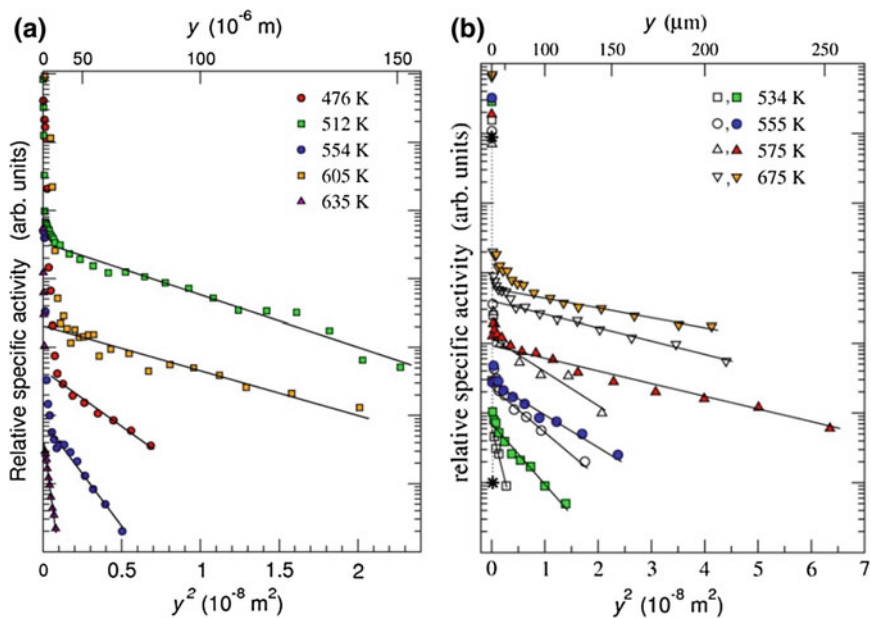 (a)
y (10⁻⁶ m)
0 50 100 150
Relative specific activity (arb. units)
476 K
512 K
554 K
605 K
635 K
0 0.5 1 1.5 2
y² (10⁻⁸ m²)
(b)
y (µm)
0 100 150 200 250
relative specific activity (arb. units)
, 534 K
, 555 K
, 575 K
, 675 K
0 1 2 3 4 5 6 7
y² (10⁻⁸ m²)